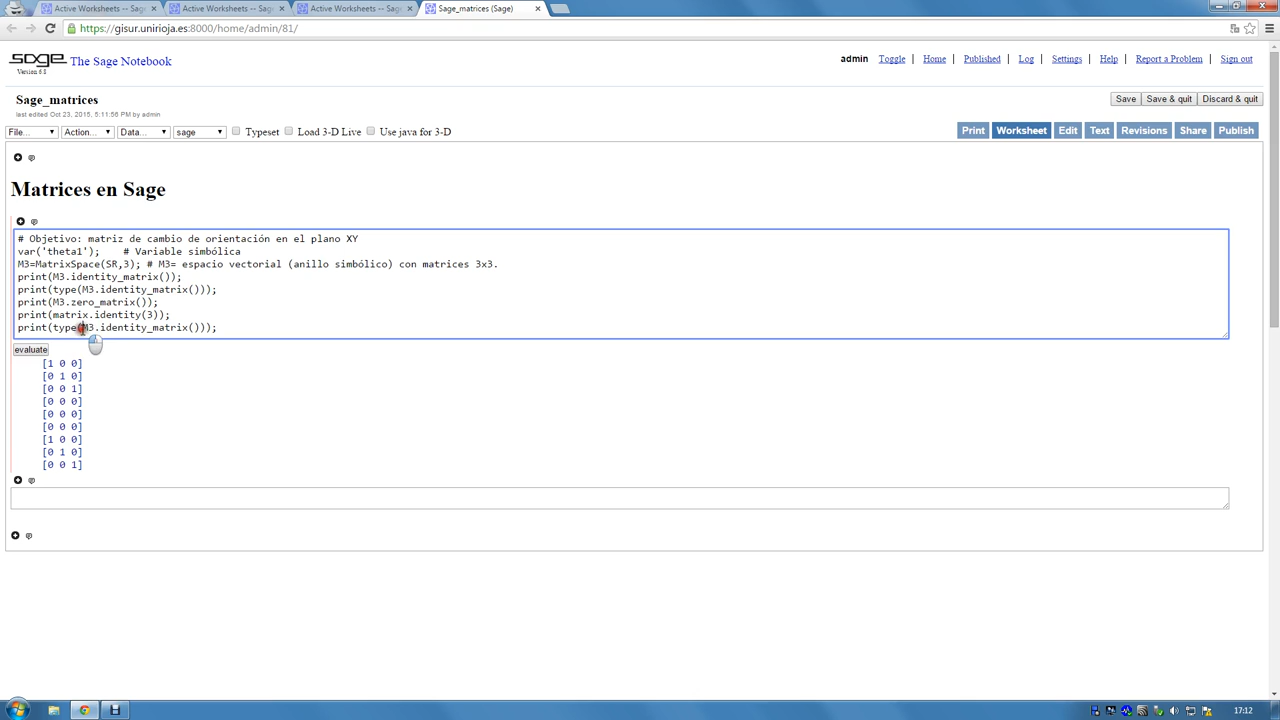 Active Worksheets -- Sag
Active Worksheets -- Sag
Active Worksheets -- Sag
Sage_matrices (Sage)
https://gisur.unirioja.es:8000/home/admin/81/
sage The Sage Notebook
admin Toggle | Home | Published | Log | Settings | Help | Report a Problem | Sign out
Sage_matrices
Save Save & quit Discard & quit
last edited Oct 23, 2015, 5:11:56 PM by admin
File... Action... Data... sage Typeset Load 3-D Live Use java for 3-D
Print Worksheet Edit Text Revisions Share Publish
Matrices en Sage
# Objetivo: matriz de cambio de orientación en el plano XY
var('theta1'); # Variable simbólica
M3=MatrixSpace(SR,3); # M3= espacio vectorial (anillo simbólico) con matrices 3x3.
print(M3.identity_matrix());
print(type(M3.identity_matrix()));
print(M3.zero_matrix());
print(matrix.identity(3));
print(type(M3.identity_matrix()));
evaluate
[1 0 0]
[0 1 0]
[0 0 1]
[0 0 0]
[0 0 0]
[0 0 0]
[1 0 0]
[0 1 0]
[0 0 1]
17:12